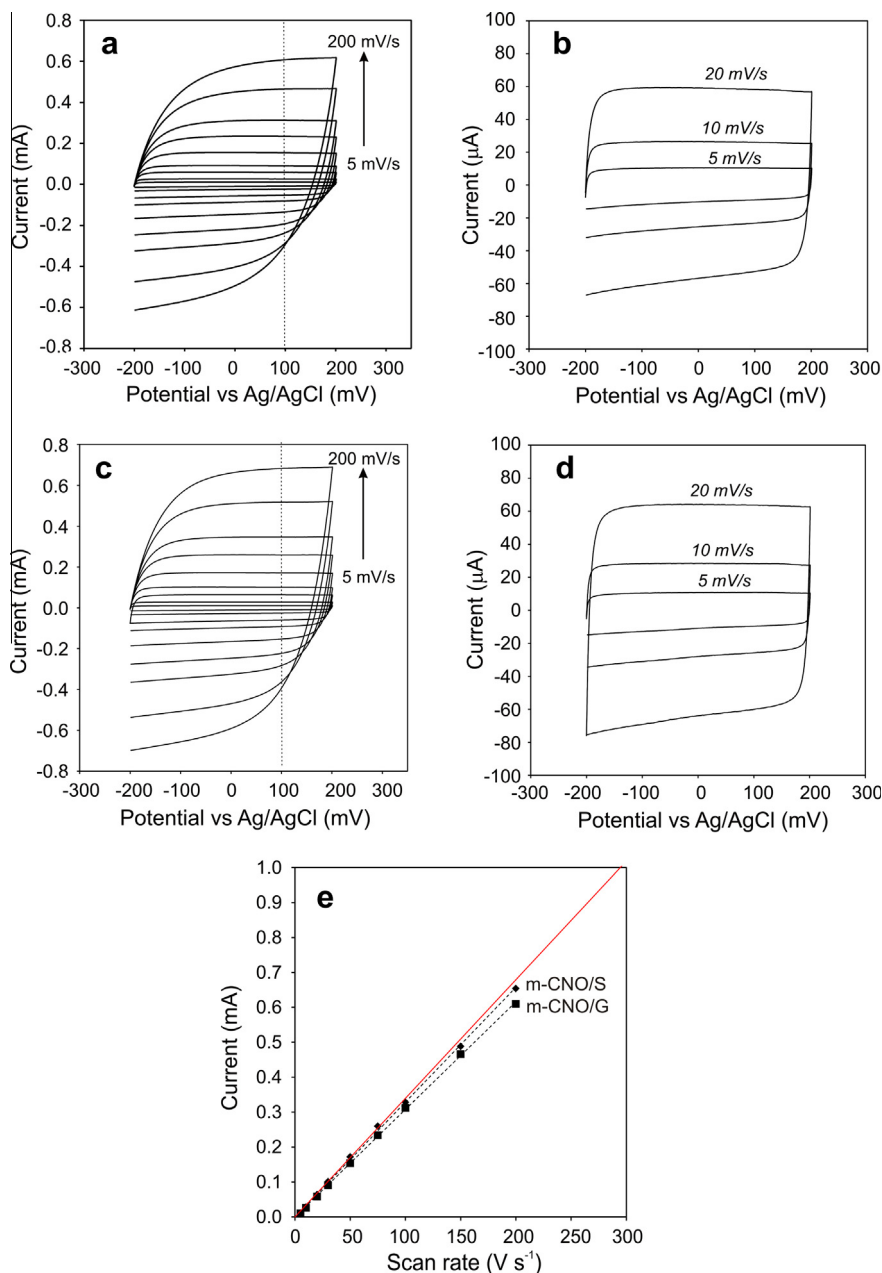 a
200 mV/s
5 mV/s
0.8
0.6
0.4
0.2
0.0
-0.2
-0.4
-0.6
-0.8
Current (mA)
-300 -200 -100 0 100 200 300
Potential vs Ag/AgCl (mV)
b
20 mV/s
10 mV/s
5 mV/s
100
80
60
40
20
0
-20
-40
-60
-80
-100
Current (μA)
-300 -200 -100 0 100 200 300
Potential vs Ag/AgCl (mV)
c
200 mV/s
5 mV/s
0.8
0.6
0.4
0.2
0.0
-0.2
-0.4
-0.6
-0.8
Current (mA)
-300 -200 -100 0 100 200 300
Potential vs Ag/AgCl (mV)
d
20 mV/s
10 mV/s
5 mV/s
100
80
60
40
20
0
-20
-40
-60
-80
-100
Current (μA)
-300 -200 -100 0 100 200 300
Potential vs Ag/AgCl (mV)
e
m-CNO/S
m-CNO/G
1.0
0.9
0.8
0.7
0.6
0.5
0.4
0.3
0.2
0.1
0.0
Current (mA)
0 50 100 150 200 300
Scan rate (V s⁻¹)